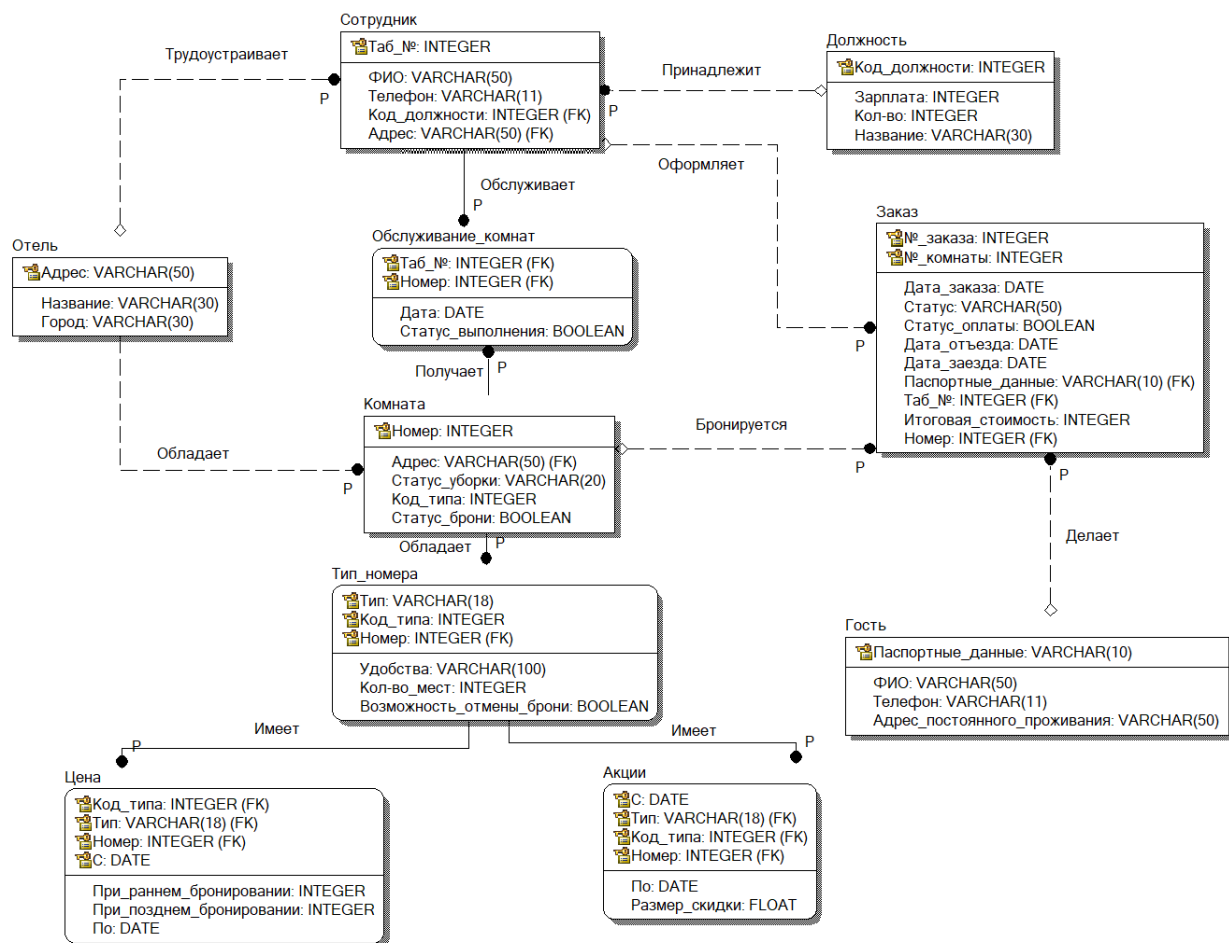 Сотрудник
Таб_№: INTEGER
ФИО: VARCHAR(50)
Телефон: VARCHAR(11)
Код_должности: INTEGER (FK)
Адрес: VARCHAR(50) (FK)
Трудоустраивает
P
Принадлежит
P
Должность
Код_должности: INTEGER
Зарплата: INTEGER
Кол-во: INTEGER
Название: VARCHAR(30)
Оформляет
P
Обслуживает
P
Отель
Адрес: VARCHAR(50)
Название: VARCHAR(30)
Город: VARCHAR(30)
Обслуживание_комнат
Таб_№: INTEGER (FK)
Номер: INTEGER (FK)
Дата: DATE
Статус_выполнения: BOOLEAN
Заказ
№_заказа: INTEGER
№_комнаты: INTEGER
Дата_заказа: DATE
Статус: VARCHAR(50)
Статус_оплаты: BOOLEAN
Дата_отъезда: DATE
Дата_заезда: DATE
Паспортные_данные: VARCHAR(10) (FK)
Таб_№: INTEGER (FK)
Итоговая_стоимость: INTEGER
Номер: INTEGER (FK)
Получает
P
Комната
Номер: INTEGER
Адрес: VARCHAR(50) (FK)
Статус_уборки: VARCHAR(20)
Код_типа: INTEGER
Статус_брони: BOOLEAN
Бронируется
P
Обладает
P
Обладает
P
Делает
P
Тип_номера
Тип: VARCHAR(18)
Код_типа: INTEGER
Номер: INTEGER (FK)
Удобства: VARCHAR(100)
Кол-во_мест: INTEGER
Возможность_отмены_брони: BOOLEAN
Гость
Паспортные_данные: VARCHAR(10)
ФИО: VARCHAR(50)
Телефон: VARCHAR(11)
Адрес_постоянного_проживания: VARCHAR(50)
Имеет
P
Имеет
P
Цена
Код_типа: INTEGER (FK)
Тип: VARCHAR(18) (FK)
Номер: INTEGER (FK)
С: DATE
При_раннем_бронировании: INTEGER
При_позднем_бронировании: INTEGER
По: DATE
Акции
С: DATE
Тип: VARCHAR(18) (FK)
Код_типа: INTEGER (FK)
Номер: INTEGER (FK)
По: DATE
Размер_скидки: FLOAT